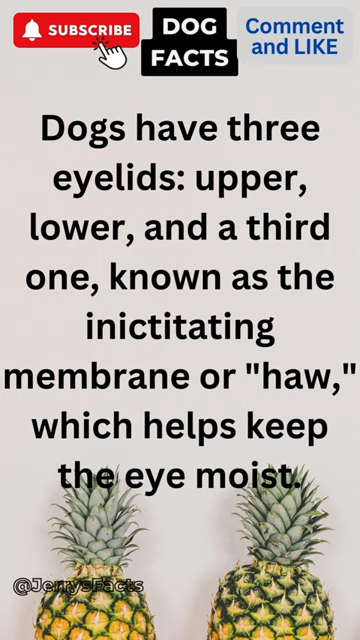 SUBSCRIBE
DOG
FACTS
Comment
and LIKE
Dogs have three
eyelids: upper,
lower, and a third
one, known as the
inictitating
membrane or "haw,"
which helps keep
the eye moist.
@JerrysFacts